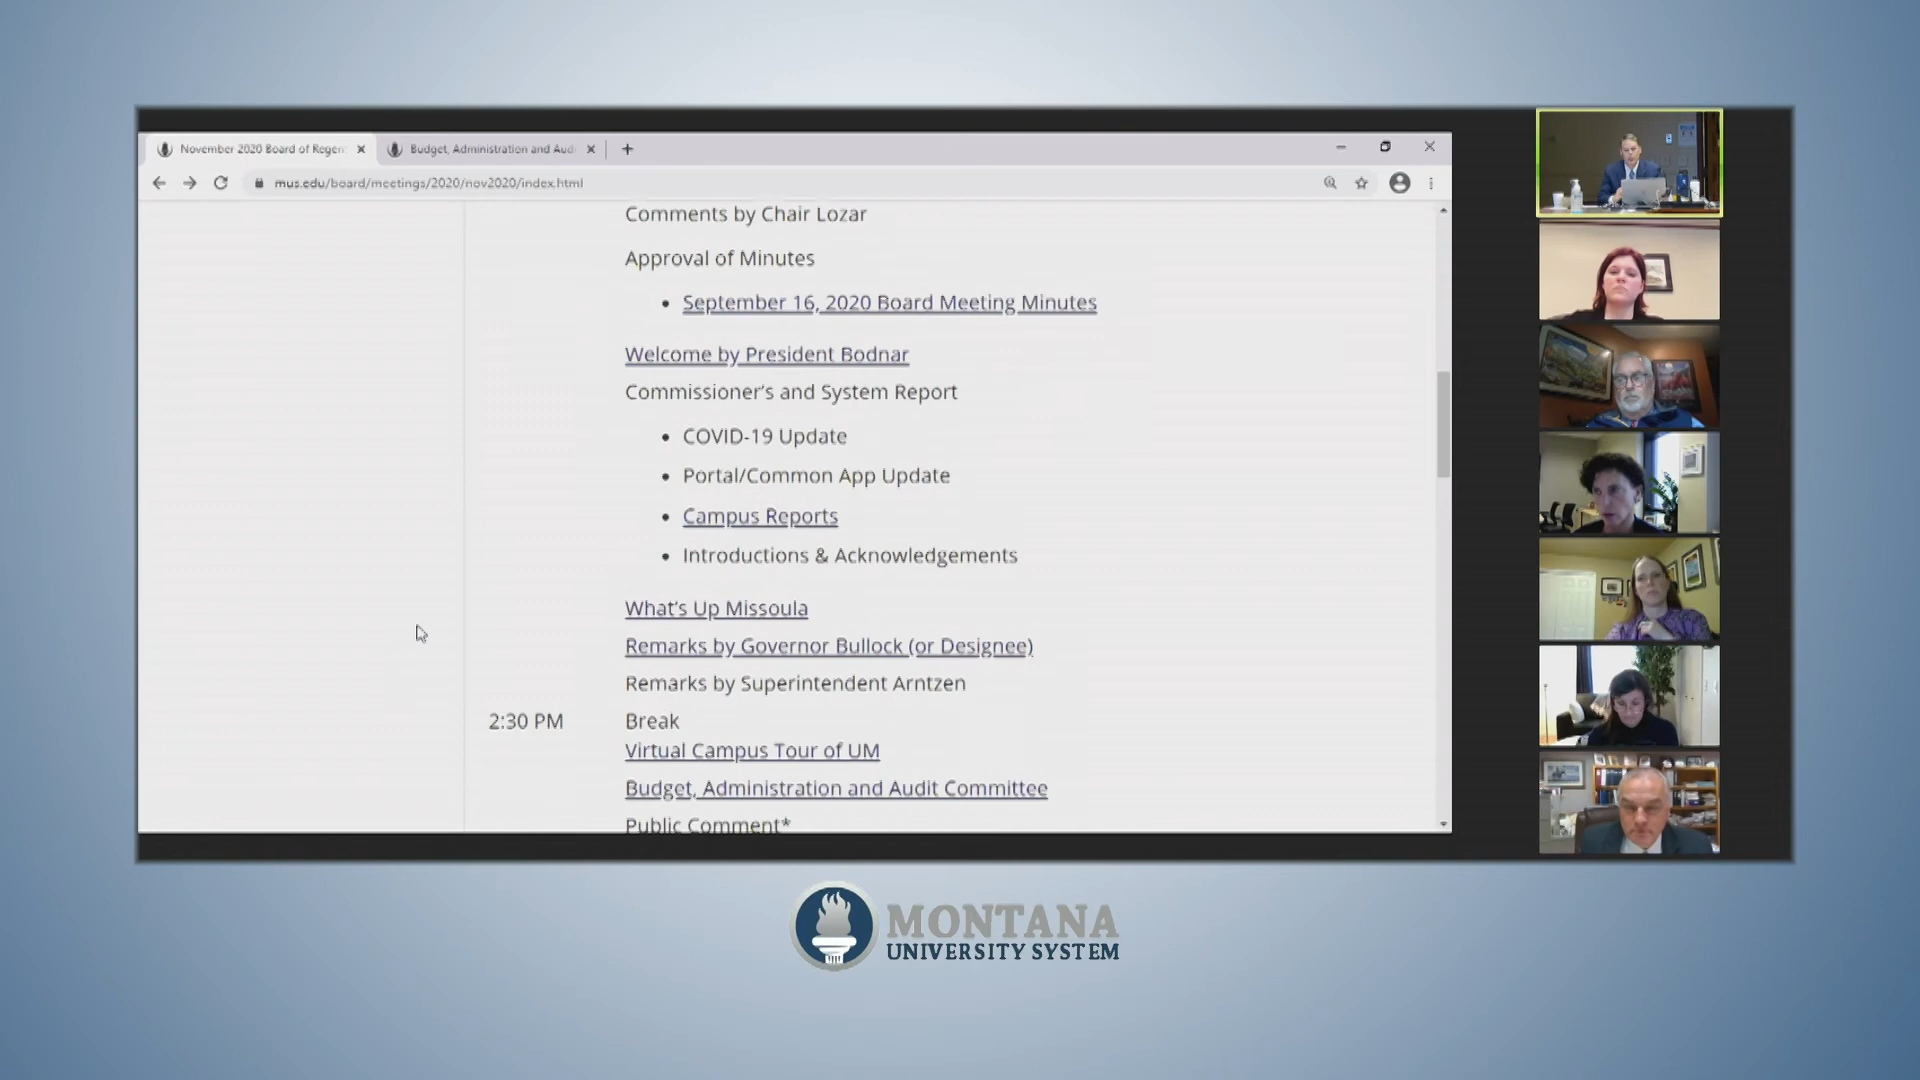 November 2020 Board of Regen
Budget, Administration and Aud
mus.edu/board/meetings/2020/nov2020/index.html
Comments by Chair Lozar
Approval of Minutes
• September 16, 2020 Board Meeting Minutes
Welcome by President Bodnar
Commissioner's and System Report
• COVID-19 Update
• Portal/Common App Update
• Campus Reports
• Introductions & Acknowledgements
What's Up Missoula
Remarks by Governor Bullock (or Designee)
Remarks by Superintendent Arntzen
2:30 PM Break
Virtual Campus Tour of UM
Budget, Administration and Audit Committee
Public Comment*
MONTANA
UNIVERSITY SYSTEM